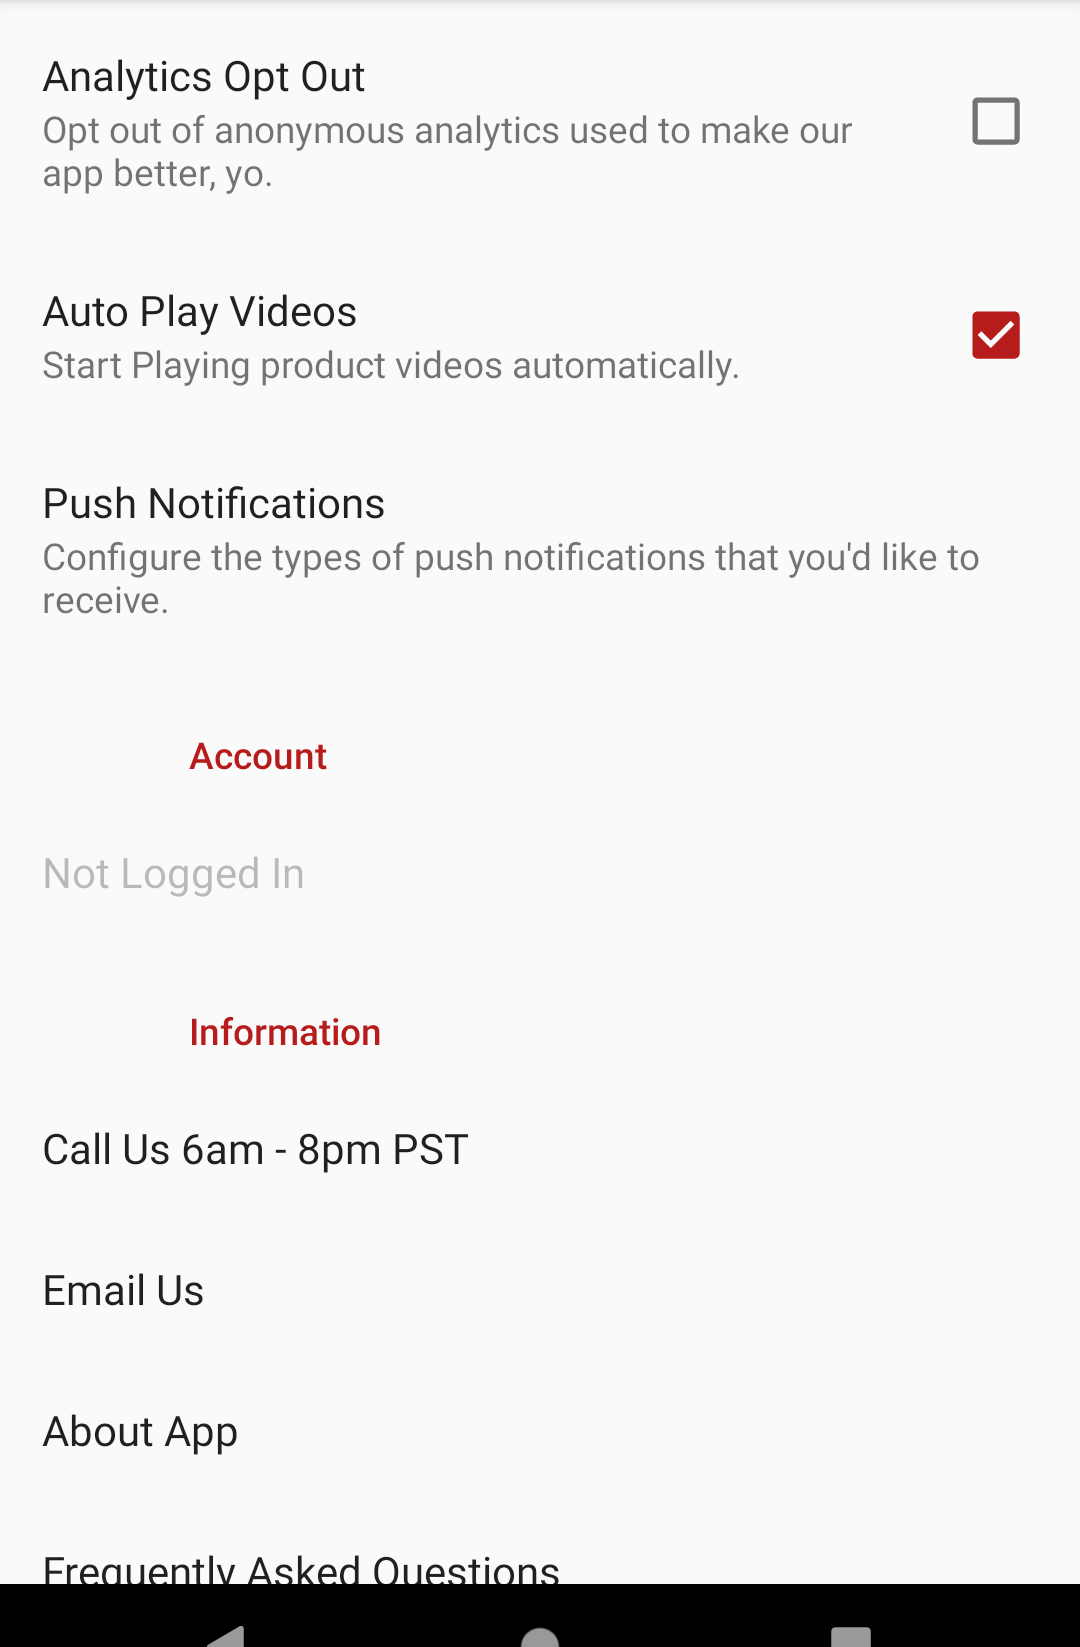 Analytics Opt Out
Opt out of anonymous analytics used to make our
app better, yo.
Auto Play Videos
Start Playing product videos automatically.
Push Notifications
Configure the types of push notifications that you'd like to
receive.
Account
Not Logged In
Information
Call Us 6am - 8pm PST
Email Us
About App
Frequently Asked Questions